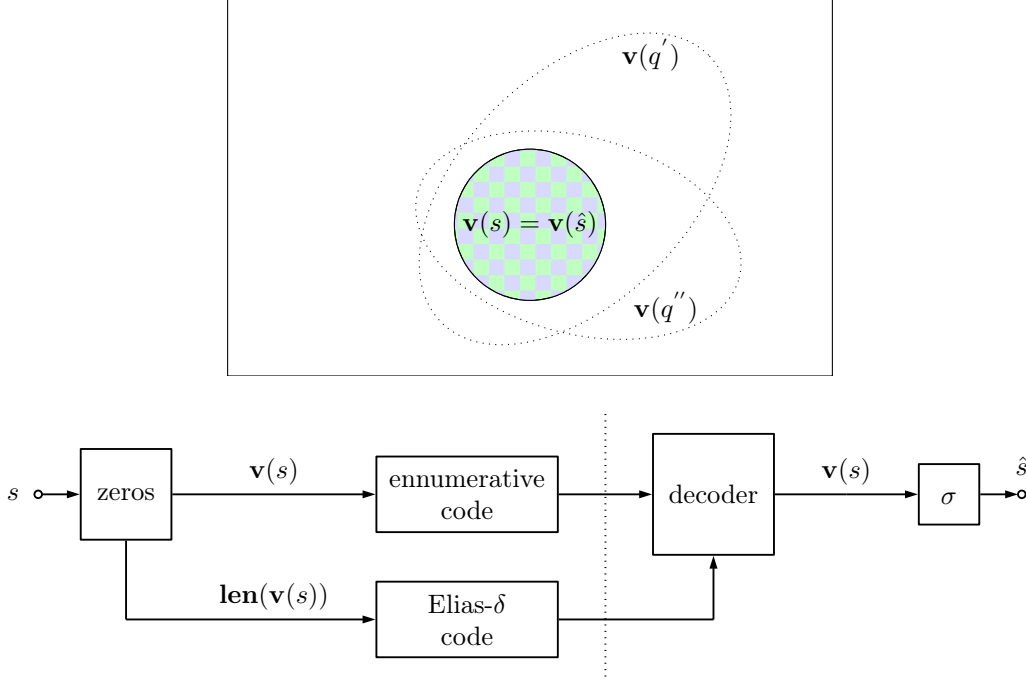 v(q′)
v(s) = v(ŝ)
v(q″)
s
zeros
v(s)
ennumerative
code
decoder
v(s)
σ
ŝ
len(v(s))
Elias-δ
code